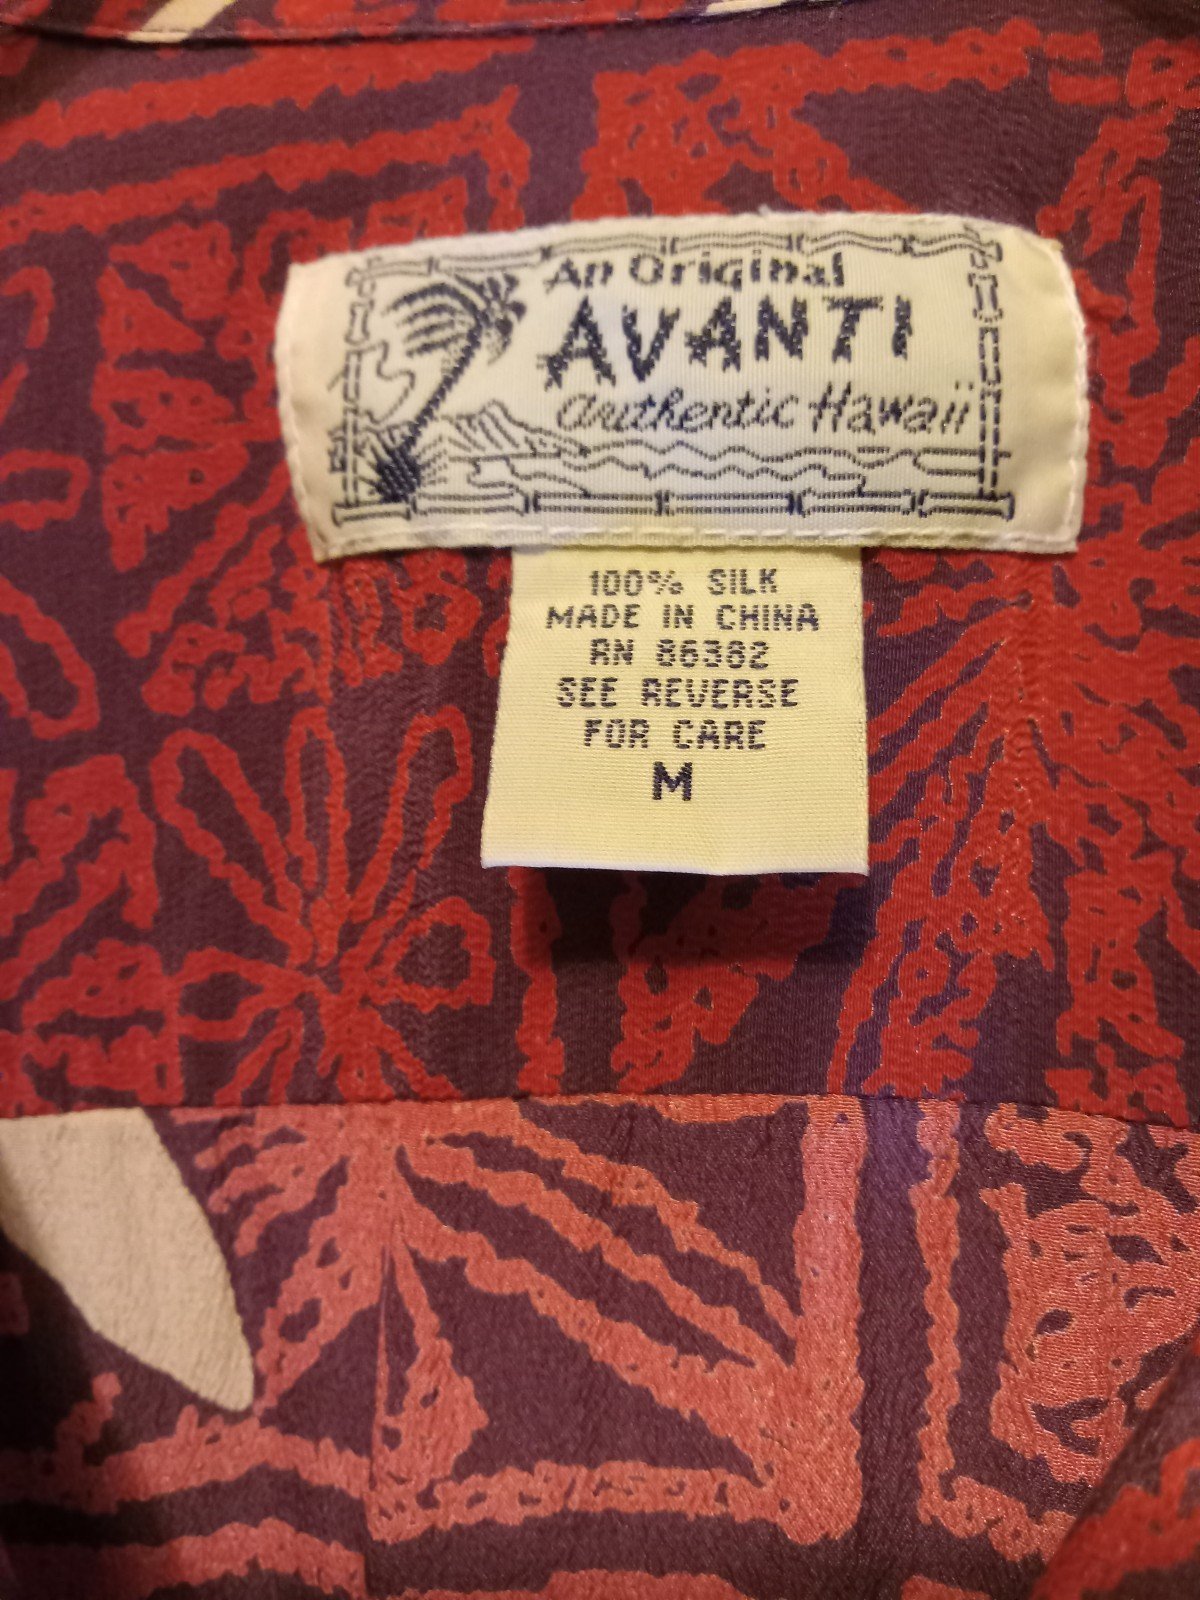 An Original
AVANTI
authentic Hawaii
100% SILK
MADE IN CHINA
RN 86382
SEE REVERSE
FOR CARE
M